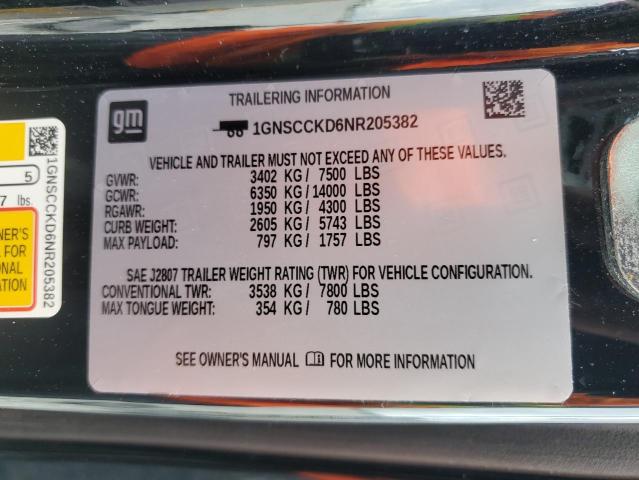 gm
TRAILERING INFORMATION
1GNSCCKD6NR205382
VEHICLE AND TRAILER MUST NOT EXCEED ANY OF THESE VALUES.
GVWR: 3402 KG / 7500 LBS
GCWR: 6350 KG / 14000 LBS
RGAWR: 1950 KG / 4300 LBS
CURB WEIGHT: 2605 KG / 5743 LBS
MAX PAYLOAD: 797 KG / 1757 LBS
SAE J2807 TRAILER WEIGHT RATING (TWR) FOR VEHICLE CONFIGURATION.
CONVENTIONAL TWR: 3538 KG / 7800 LBS
MAX TONGUE WEIGHT: 354 KG / 780 LBS
SEE OWNER'S MANUAL FOR MORE INFORMATION
5
7 lbs.
1GNSCCKD6NR205382